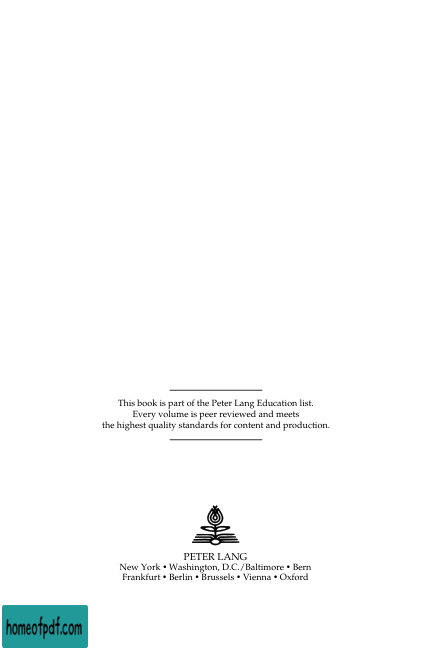 This book is part of the Peter Lang Education list.
Every volume is peer reviewed and meets
the highest quality standards for content and production.
PETER LANG
New York • Washington, D.C./Baltimore • Bern
Frankfurt • Berlin • Brussels • Vienna • Oxford
homeofpdf.com